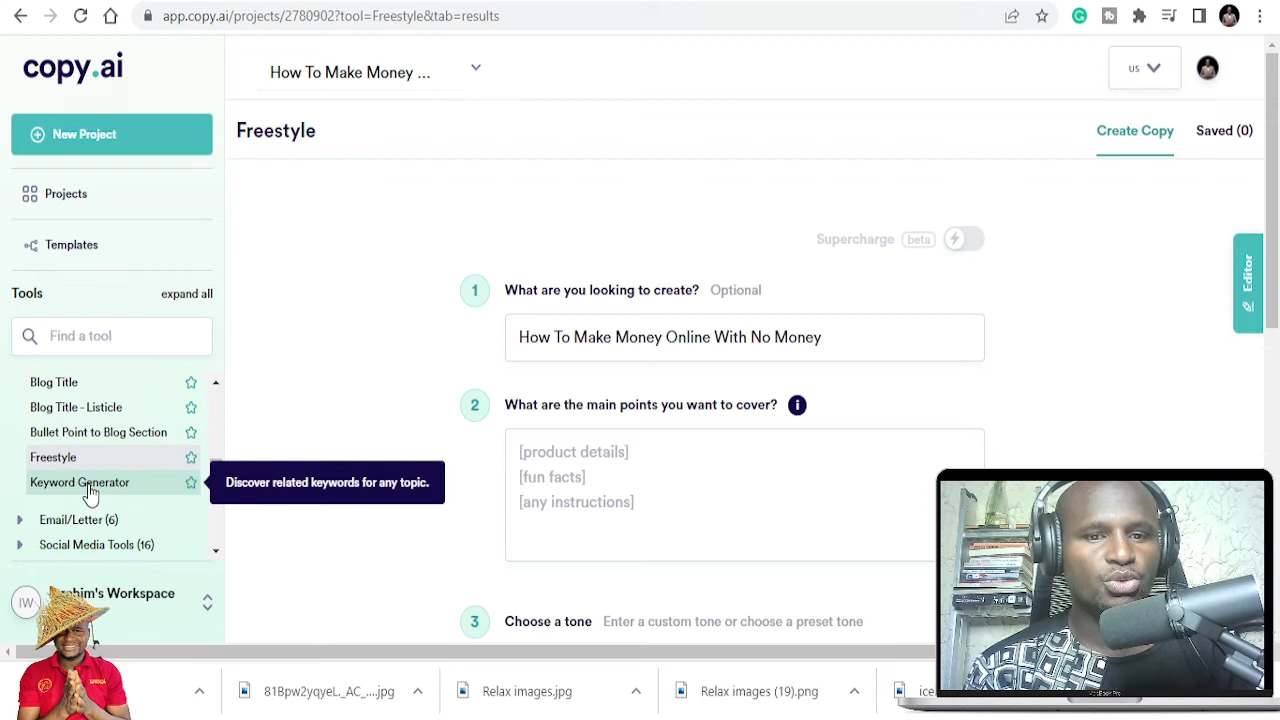 app.copy.ai/projects/2780902?tool=Freestyle&tab=results
copy.ai
How To Make Money ...
US
New Project
Freestyle
Create Copy
Saved (0)
Projects
Templates
Supercharge
beta
Editor
Tools
expand all
Find a tool
1
What are you looking to create?
Optional
How To Make Money Online With No Money
2
What are the main points you want to cover?
i
[product details]
[fun facts]
[any instructions]
Blog Title
Blog Title - Listicle
Bullet Point to Blog Section
Freestyle
Keyword Generator
Discover related keywords for any topic.
Email/Letter (6)
Social Media Tools (16)
IW
rahim's Workspace
3
Choose a tone
Enter a custom tone or choose a preset tone
81Bpw2yqyeL._AC_....jpg
Relax images.jpg
Relax images (19).png
ice
MacBook Pro